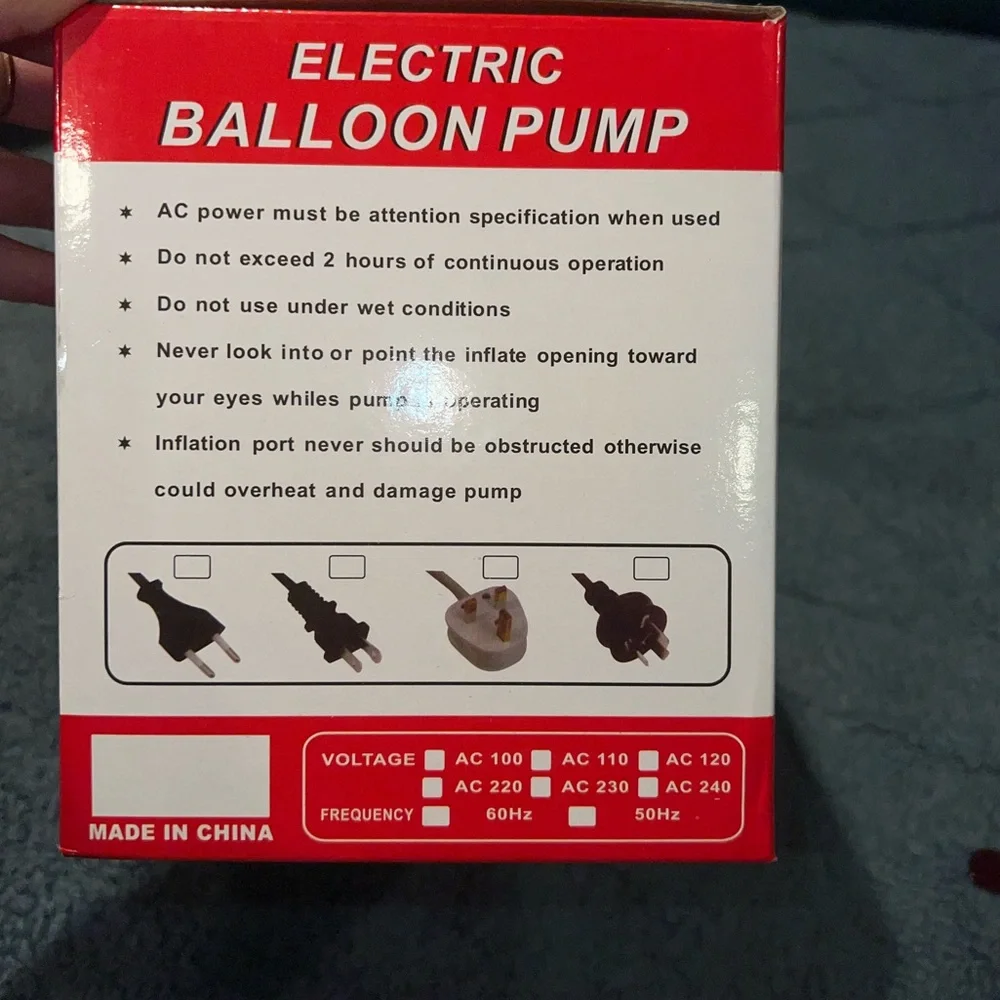 ELECTRIC
BALLOON PUMP
✶ AC power must be attention specification when used
✶ Do not exceed 2 hours of continuous operation
✶ Do not use under wet conditions
✶ Never look into or point the inflate opening toward
your eyes whiles pump operating
✶ Inflation port never should be obstructed otherwise
could overheat and damage pump
VOLTAGE AC 100 AC 110 AC 120
AC 220 AC 230 AC 240
FREQUENCY 60Hz 50Hz
MADE IN CHINA